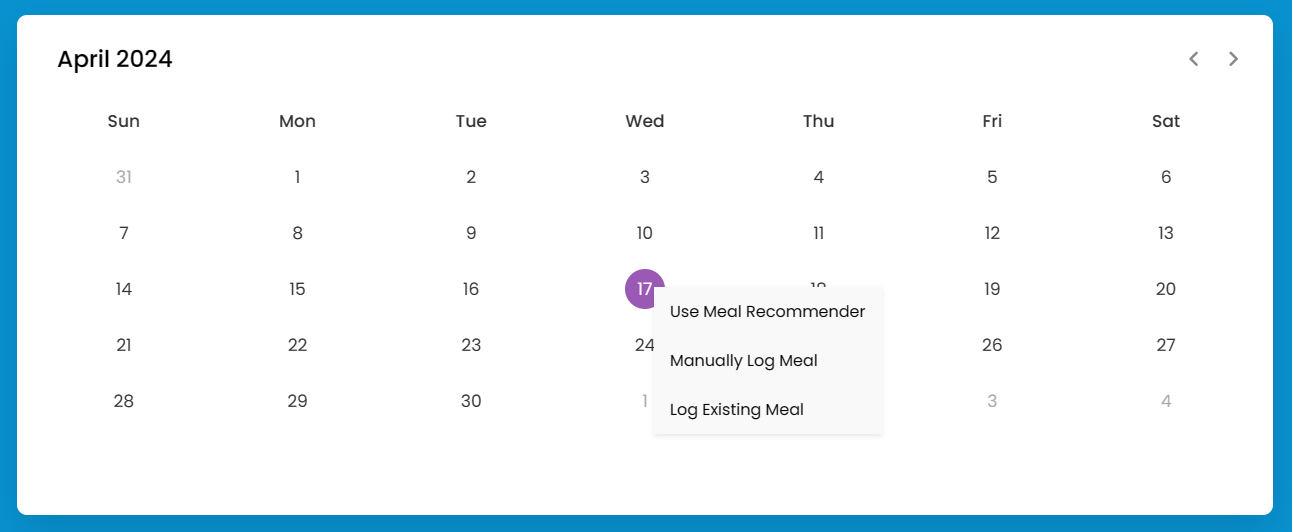 April 2024
Sun Mon Tue Wed Thu Fri Sat
31 1 2 3 4 5 6
7 8 9 10 11 12 13
14 15 16 17 19 20
Use Meal Recommender
21 22 23 24 26 27
Manually Log Meal
28 29 30 1 3 4
Log Existing Meal